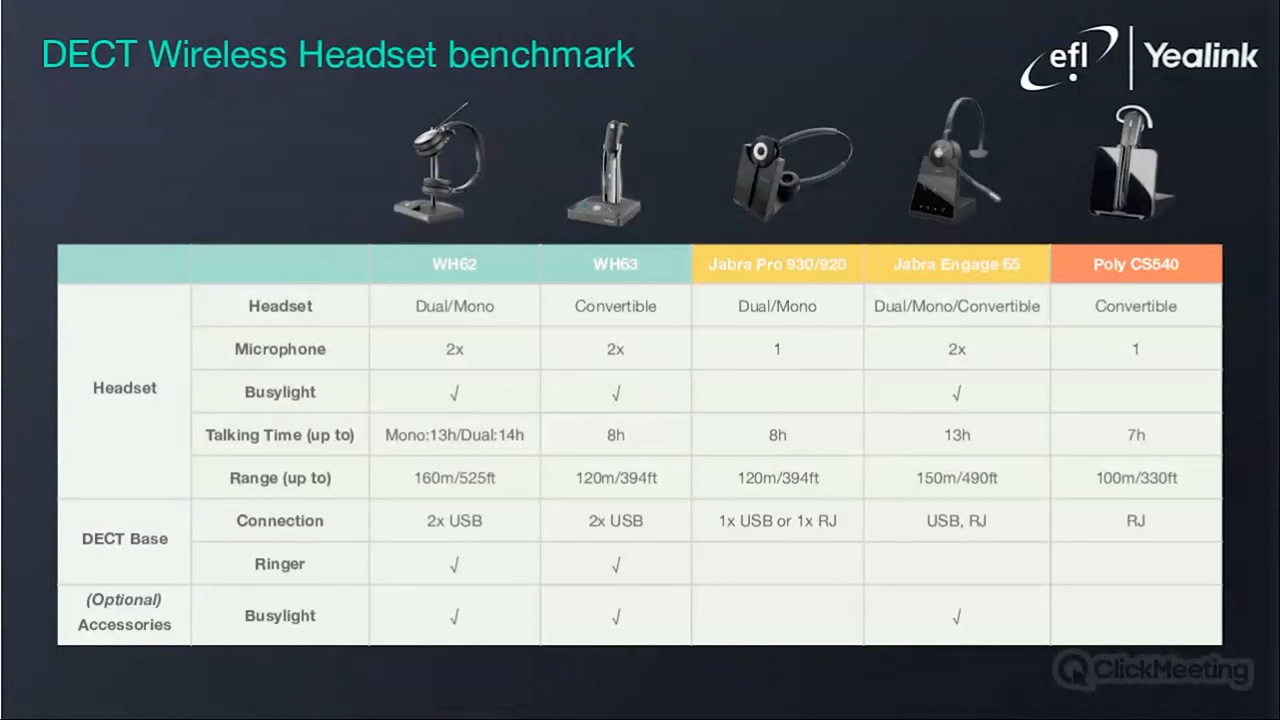 DECT Wireless Headset benchmark
efl | Yealink
WH62 WH63 Jabra Pro 930/920 Jabra Engage 65 Poly CS540
Headset
Headset Dual/Mono Convertible Dual/Mono Dual/Mono/Convertible Convertible
Microphone 2x 2x 1 2x 1
Busylight √ √ √
Talking Time (up to) Mono:13h/Dual:14h 8h 8h 13h 7h
Range (up to) 160m/525ft 120m/394ft 120m/394ft 150m/490ft 100m/330ft
DECT Base
Connection 2x USB 2x USB 1x USB or 1x RJ USB, RJ RJ
Ringer √ √
(Optional)
Accessories
Busylight √ √ √
ClickMeeting